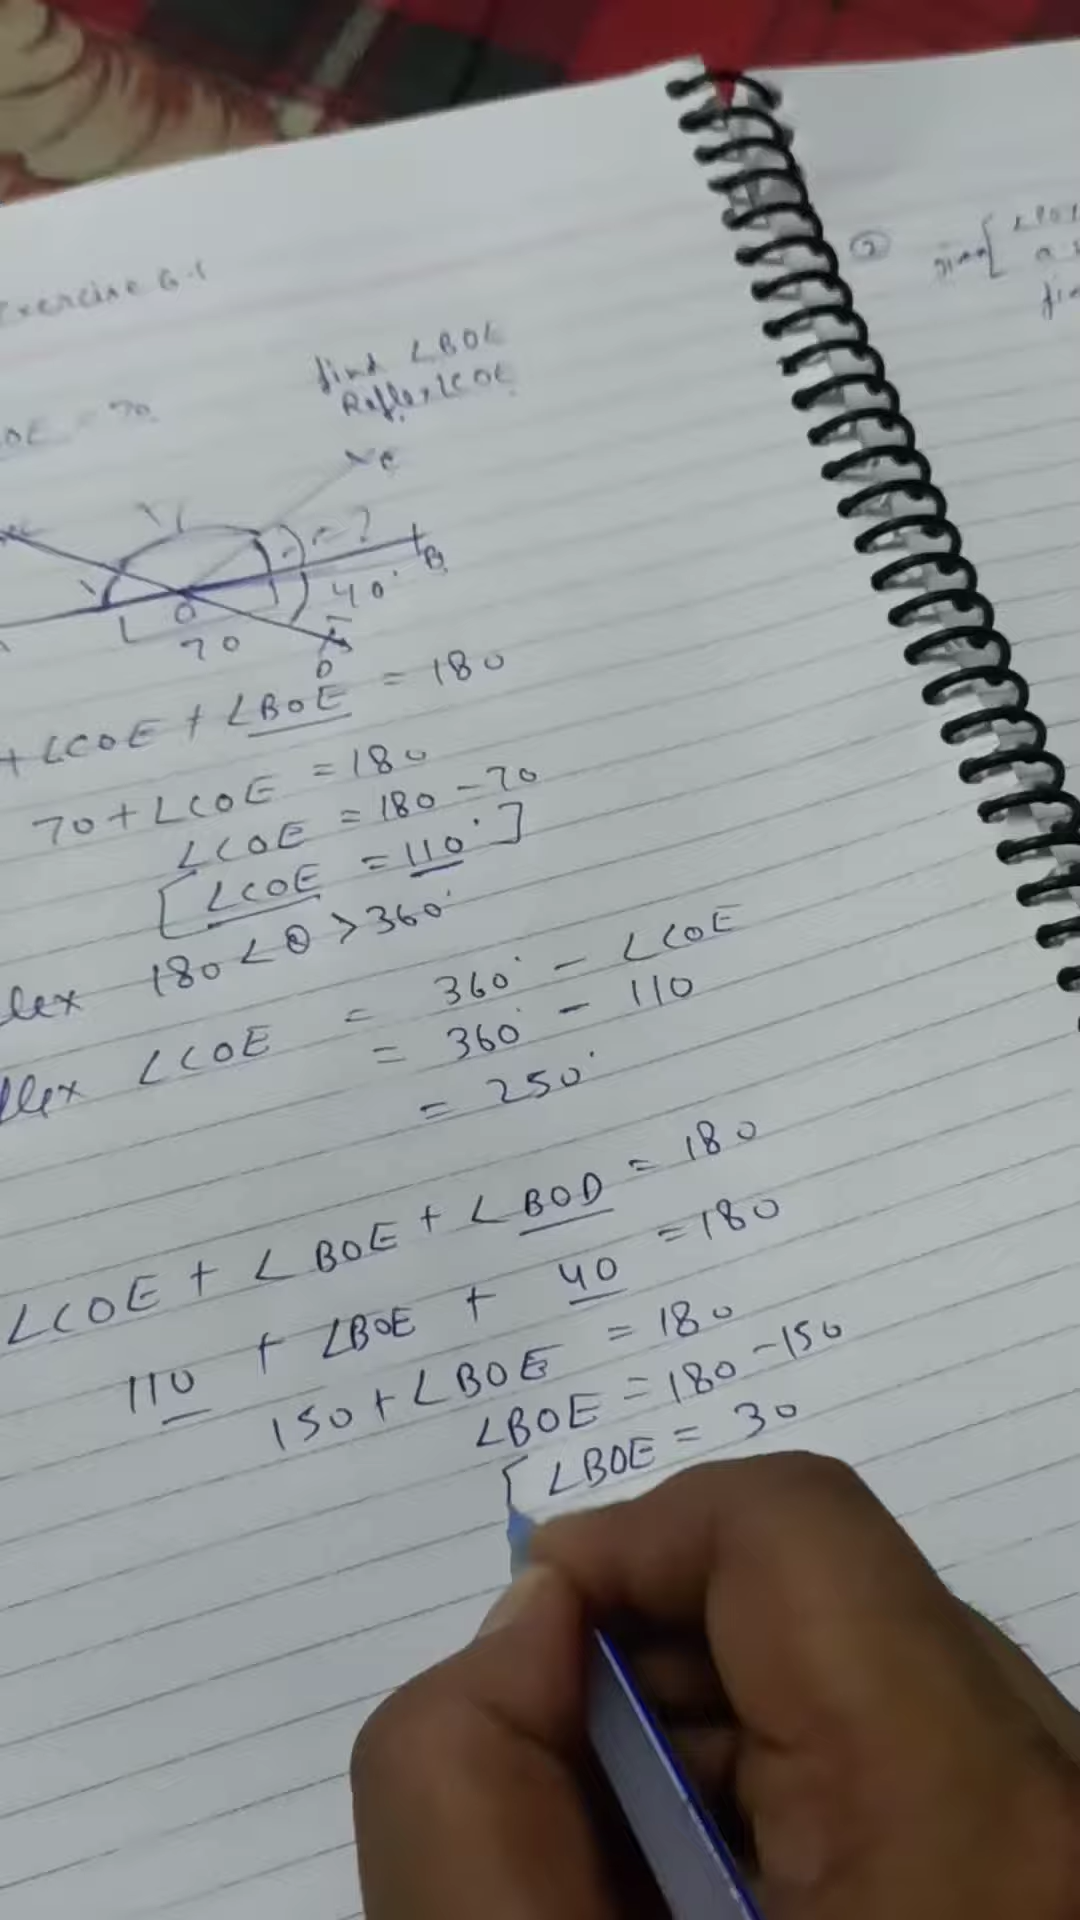 Exercise 6.1
OE = 70
find ∠BOE
Reflex ∠COE
C
?
B
40°
O
70
D
+ ∠COE + ∠BOE = 180
70 + ∠COE = 180
∠COE = 180 - 70
[∠COE = 110°]
lex 180 < θ > 360°
flex ∠COE = 360° - ∠COE
= 360° - 110
= 250°
∠COE + ∠BOE + ∠BOD = 180
110 + ∠BOE + 40 = 180
150 + ∠BOE = 180
∠BOE = 180 - 150
[∠BOE = 30
②